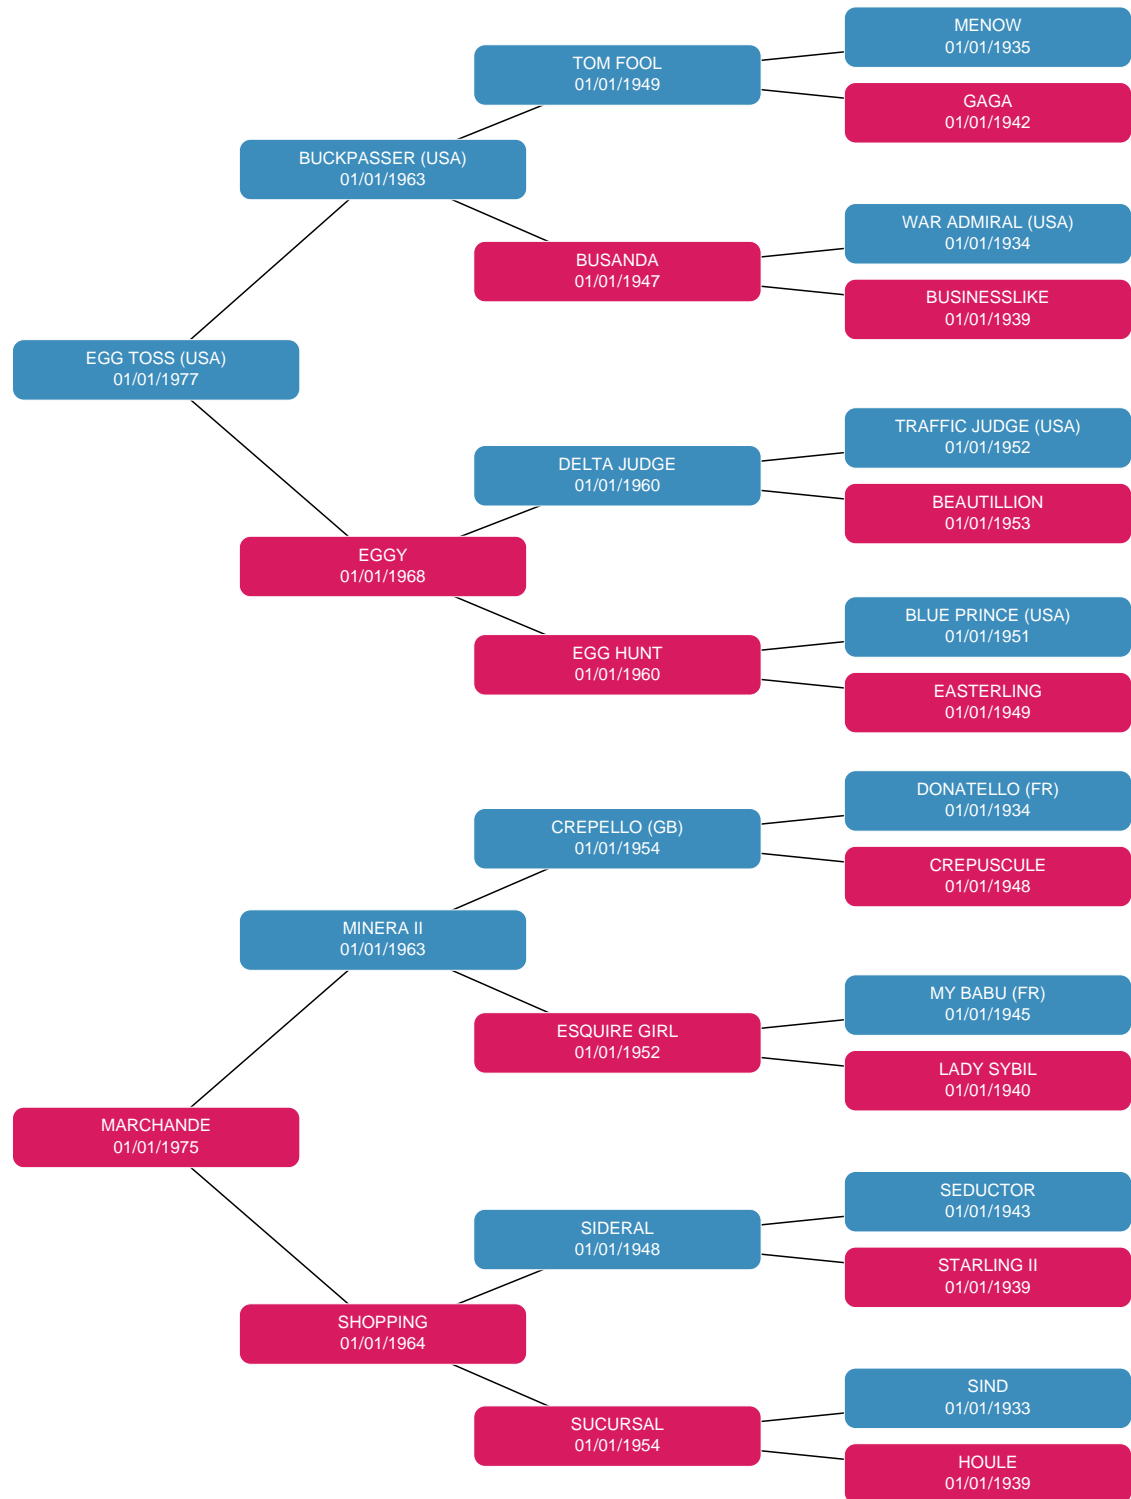 MENOW
01/01/1935
TOM FOOL
01/01/1949
GAGA
01/01/1942
BUCKPASSER (USA)
01/01/1963
WAR ADMIRAL (USA)
01/01/1934
BUSANDA
01/01/1947
BUSINESSLIKE
01/01/1939
EGG TOSS (USA)
01/01/1977
TRAFFIC JUDGE (USA)
01/01/1952
DELTA JUDGE
01/01/1960
BEAUTILLION
01/01/1953
EGGY
01/01/1968
BLUE PRINCE (USA)
01/01/1951
EGG HUNT
01/01/1960
EASTERLING
01/01/1949
DONATELLO (FR)
01/01/1934
CREPELLO (GB)
01/01/1954
CREPUSCULE
01/01/1948
MINERA II
01/01/1963
MY BABU (FR)
01/01/1945
ESQUIRE GIRL
01/01/1952
LADY SYBIL
01/01/1940
MARCHANDE
01/01/1975
SEDUCTOR
01/01/1943
SIDERAL
01/01/1948
STARLING II
01/01/1939
SHOPPING
01/01/1964
SIND
01/01/1933
SUCURSAL
01/01/1954
HOULE
01/01/1939